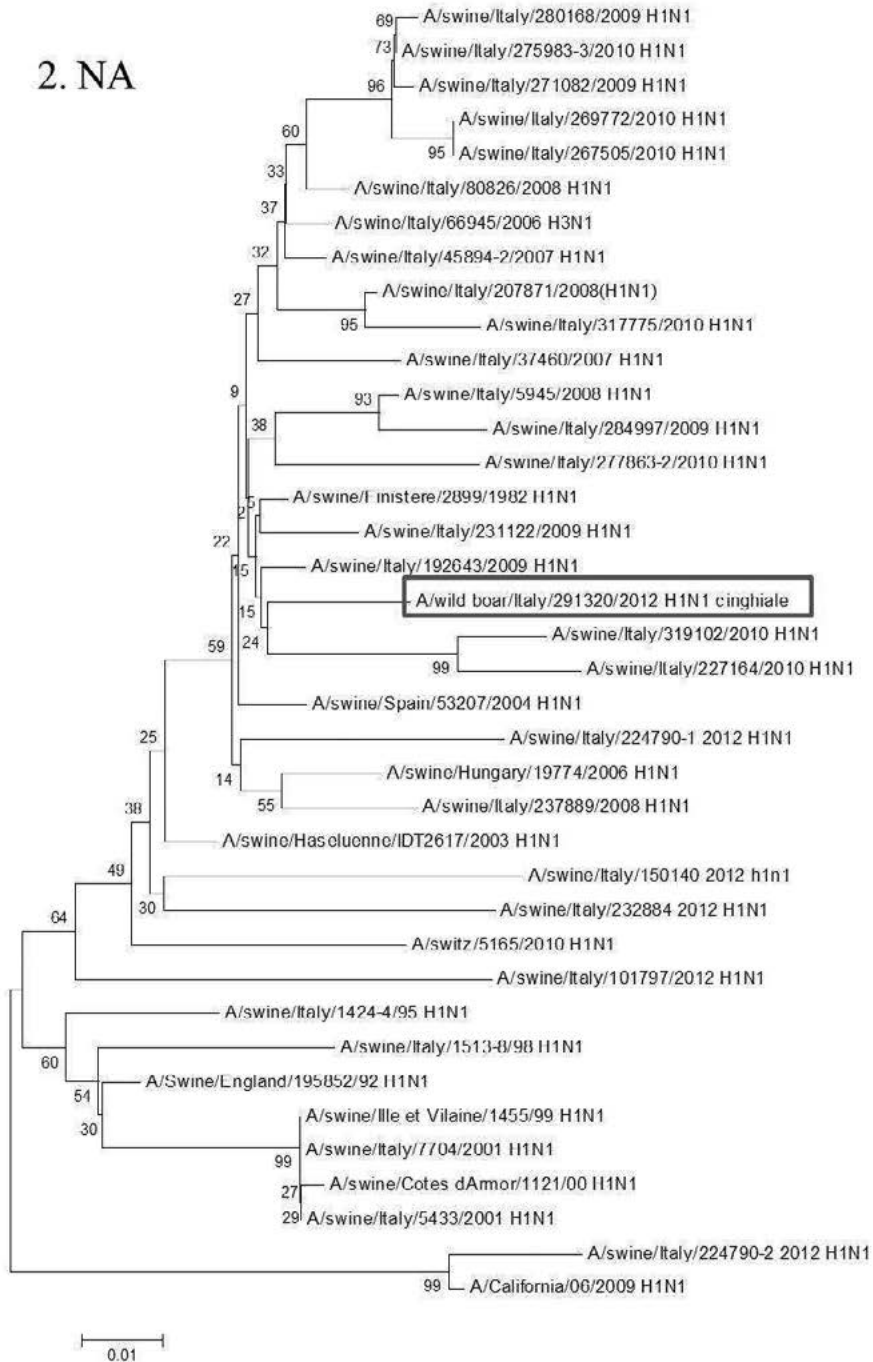 2. NA
69
A/swine/Italy/280168/2009 H1N1
73
A/swine/Italy/275983-3/2010 H1N1
96
A/swine/Italy/271082/2009 H1N1
A/swine/Italy/269772/2010 H1N1
60
95
A/swine/Italy/267505/2010 H1N1
33
A/swine/Italy/80826/2008 H1N1
37
A/swine/Italy/66945/2006 H3N1
32
A/swine/Italy/45894-2/2007 H1N1
27
A/swine/Italy/207871/2008(H1N1)
95
A/swine/Italy/317775/2010 H1N1
A/swine/Italy/37460/2007 H1N1
9
93
A/swine/Italy/5945/2008 H1N1
38
A/swine/Italy/284997/2009 H1N1
A/swine/Italy/277863-2/2010 H1N1
5
A/swine/Finistere/2899/1982 H1N1
2
A/swine/Italy/231122/2009 H1N1
22
15
A/swine/Italy/192643/2009 H1N1
15
A/wild boar/Italy/291320/2012 H1N1 cinghiale
59
24
A/swine/Italy/319102/2010 H1N1
99
A/swine/Italy/227164/2010 H1N1
A/swine/Spain/53207/2004 H1N1
25
A/swine/Italy/224790-1 2012 H1N1
14
A/swine/Hungary/19774/2006 H1N1
55
A/swine/Italy/237889/2008 H1N1
38
A/swine/Haseluenne/IDT2617/2003 H1N1
49
A/swine/Italy/150140 2012 h1n1
30
A/swine/Italy/232884 2012 H1N1
64
A/switz/5165/2010 H1N1
A/swine/Italy/101797/2012 H1N1
A/swine/Italy/1424-4/95 H1N1
60
A/swine/Italy/1513-8/98 H1N1
54
A/Swine/England/195852/92 H1N1
30
A/swine/Ille et Vilaine/1455/99 H1N1
99
A/swine/Italy/7704/2001 H1N1
27
A/swine/Cotes dArmor/1121/00 H1N1
29
A/swine/Italy/5433/2001 H1N1
A/swine/Italy/224790-2 2012 H1N1
99
A/California/06/2009 H1N1
0.01